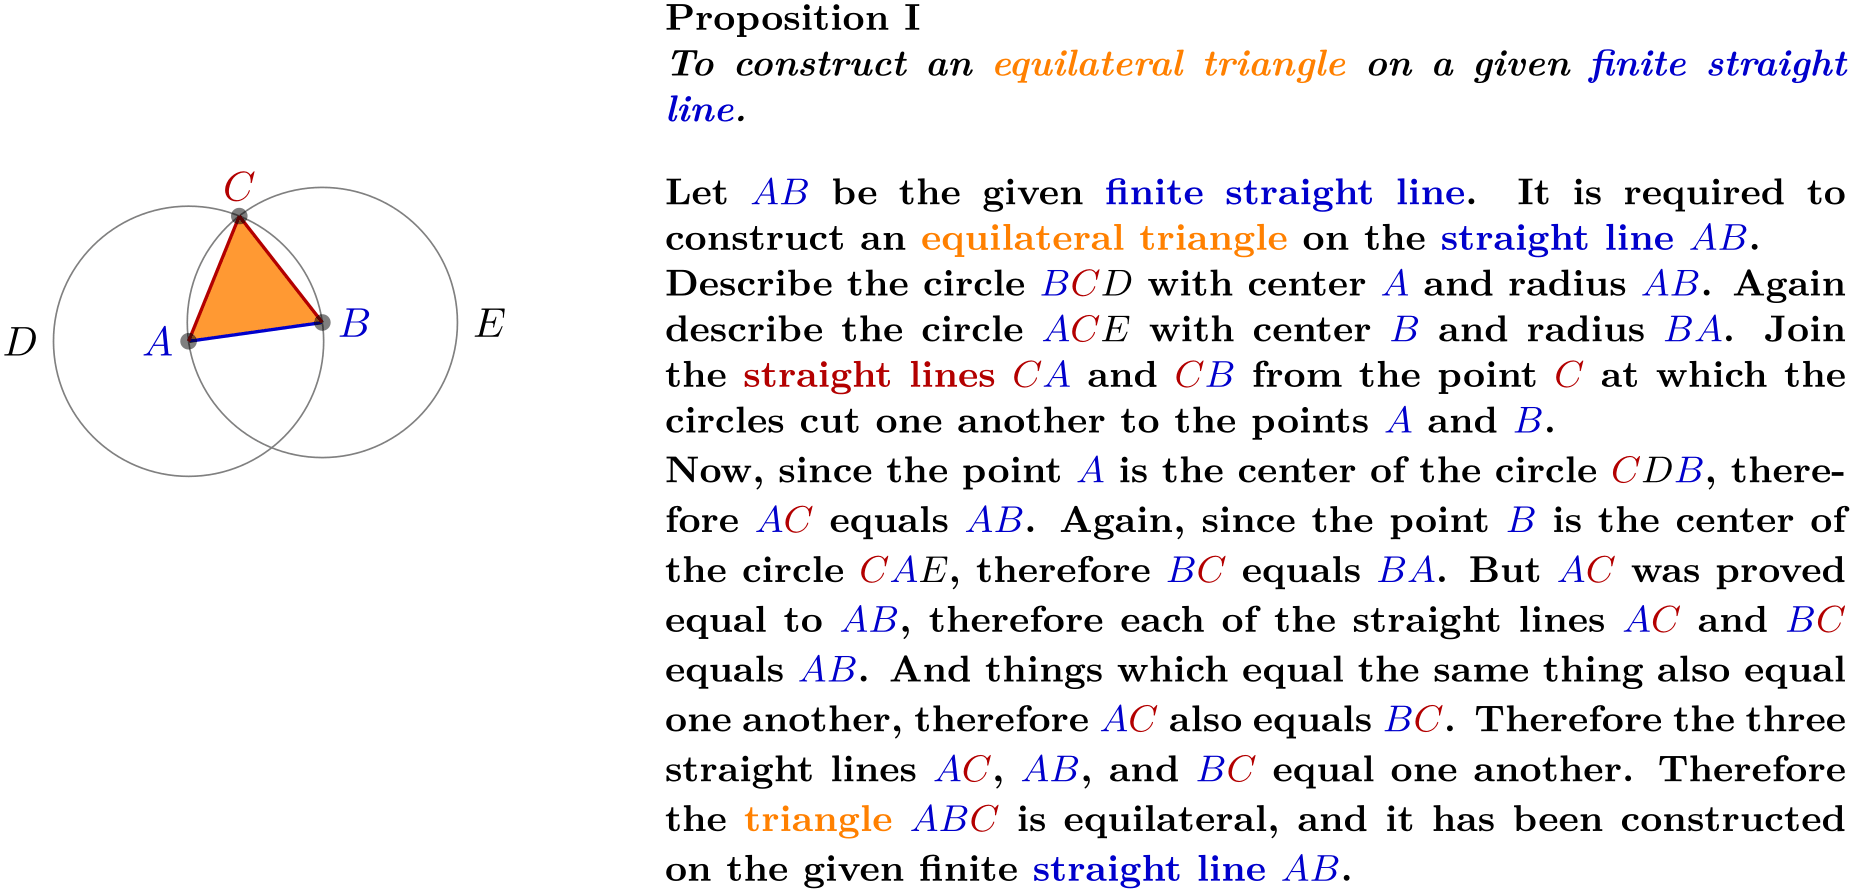 C
D
A
B
E
Proposition I
To construct an equilateral triangle on a given finite straight
line.
Let AB be the given finite straight line. It is required to
construct an equilateral triangle on the straight line AB.
Describe the circle BCD with center A and radius AB. Again
describe the circle ACE with center B and radius BA. Join
the straight lines CA and CB from the point C at which the
circles cut one another to the points A and B.
Now, since the point A is the center of the circle CDB, there-
fore AC equals AB. Again, since the point B is the center of
the circle CAE, therefore BC equals BA. But AC was proved
equal to AB, therefore each of the straight lines AC and BC
equals AB. And things which equal the same thing also equal
one another, therefore AC also equals BC. Therefore the three
straight lines AC, AB, and BC equal one another. Therefore
the triangle ABC is equilateral, and it has been constructed
on the given finite straight line AB.